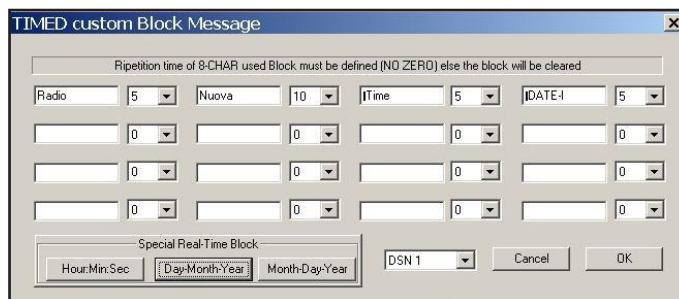 TIMED custom Block Message
Ripetition time of 8-CHAR used Block must be defined (NO ZERO) else the block will be cleared
Radio 5 Nuova 10 |Time 5 |DATE-I 5
0 0 0 0
0 0 0 0
0 0 0 0
Special Real-Time Block
Hour:Min:Sec Day-Month-Year Month-Day-Year DSN 1 Cancel OK